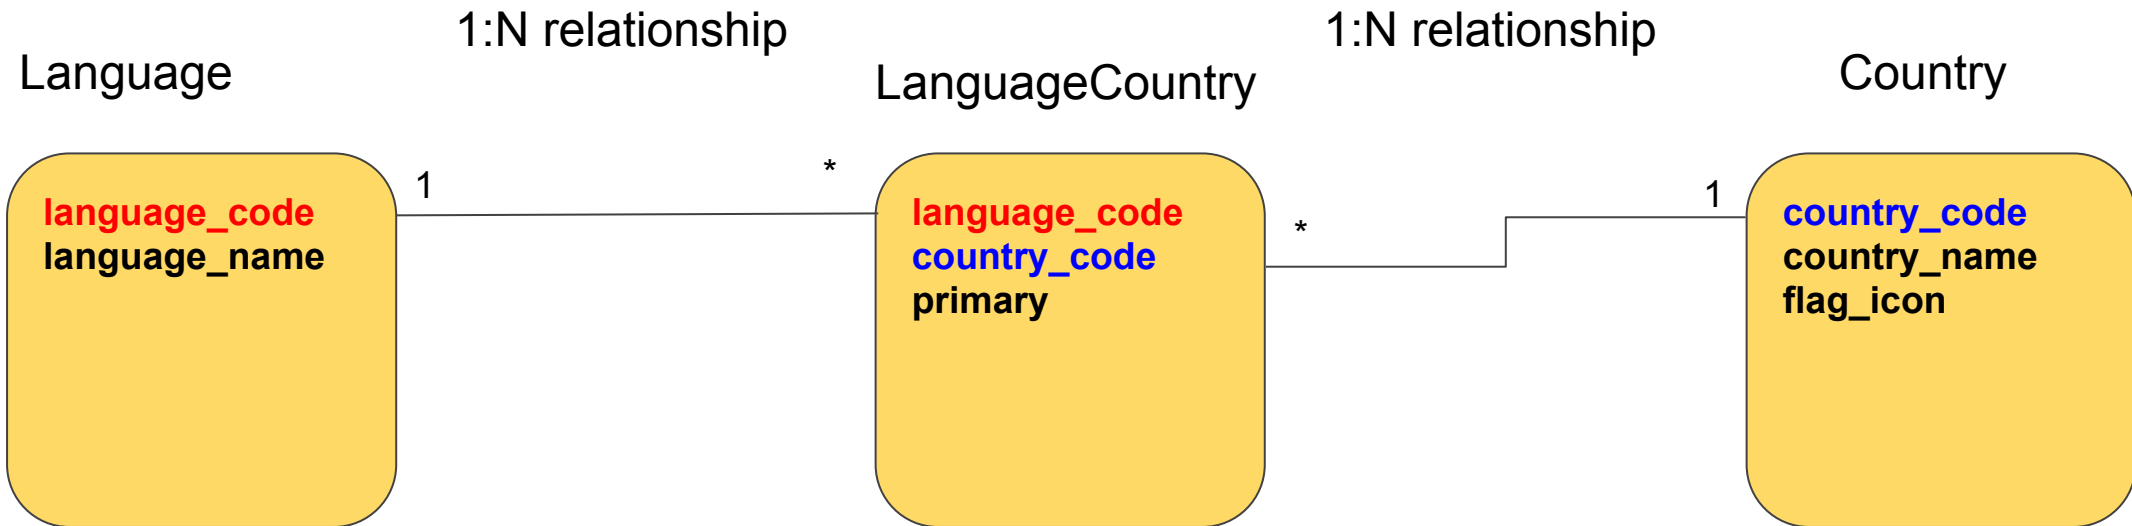 1:N relationship
1:N relationship
Language
LanguageCountry
Country
1
*
*
1
language_code
language_name
language_code
country_code
primary
country_code
country_name
flag_icon